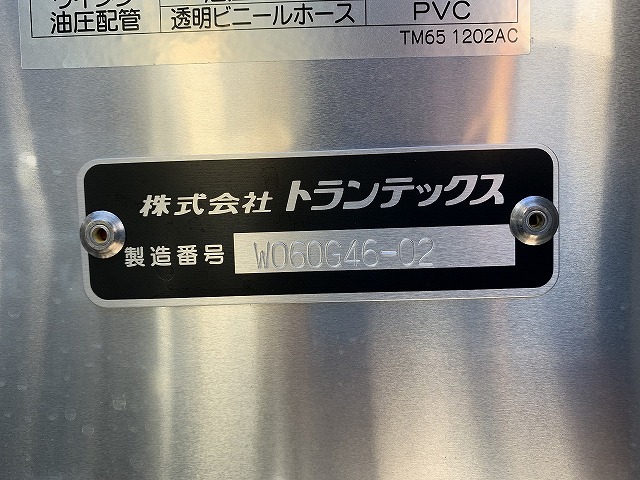 油圧配管 透明ビニールホース PVC
TM65 1202AC
株式会社 トランテックス
製造番号 W060G46-02